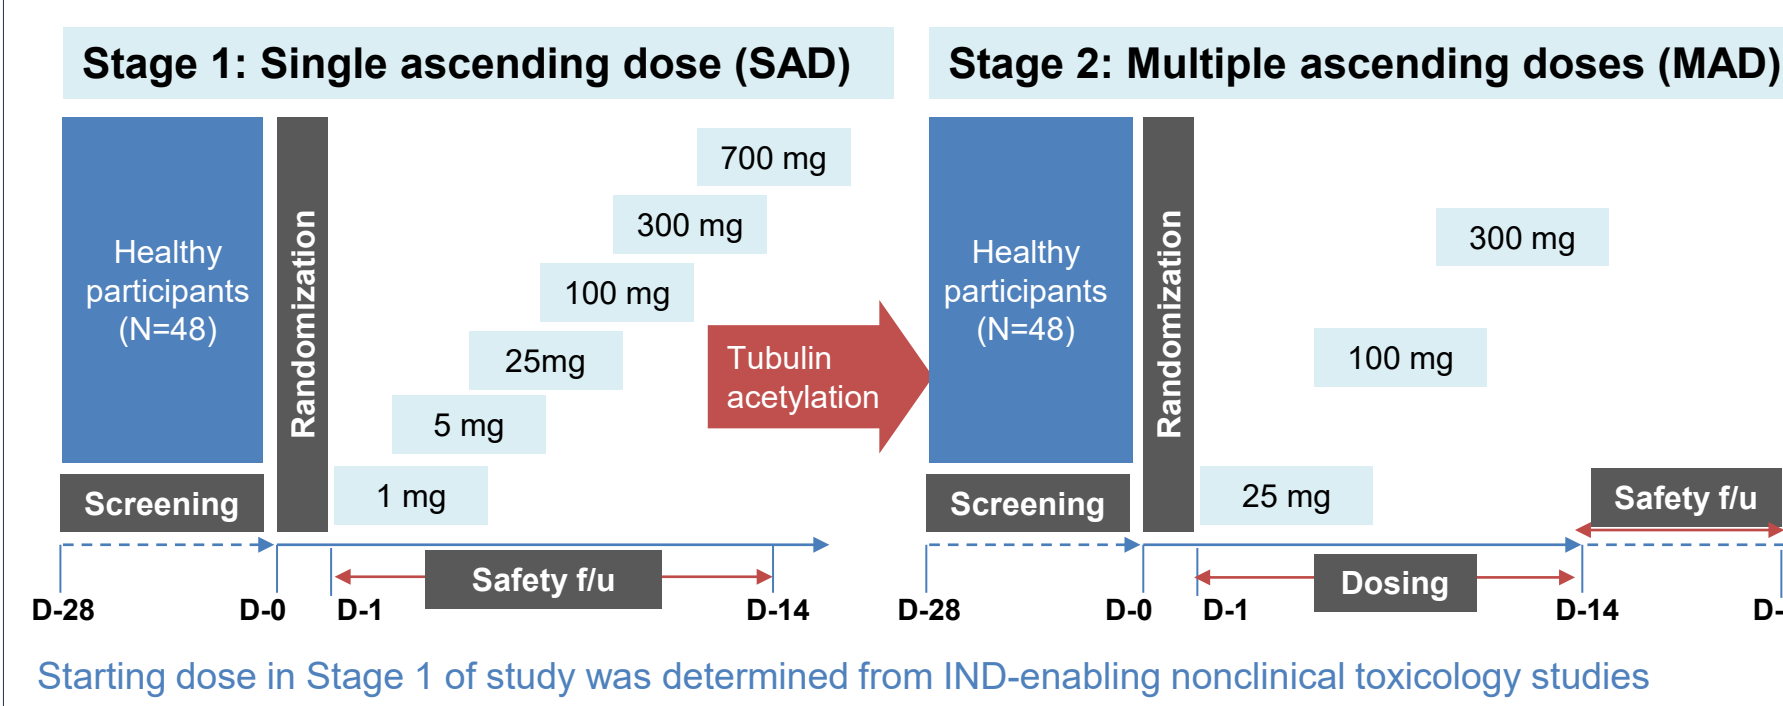 Stage 1: Single ascending dose (SAD)
Healthy
participants
(N=48)
Randomization
700 mg
300 mg
100 mg
25mg
5 mg
1 mg
Screening
Safety f/u
D-28
D-0
D-1
D-14
Tubulin
acetylation
Stage 2: Multiple ascending doses (MAD)
Healthy
participants
(N=48)
Randomization
300 mg
100 mg
25 mg
Screening
Safety f/u
Dosing
D-28
D-0
D-1
D-14
D-
Starting dose in Stage 1 of study was determined from IND-enabling nonclinical toxicology studies